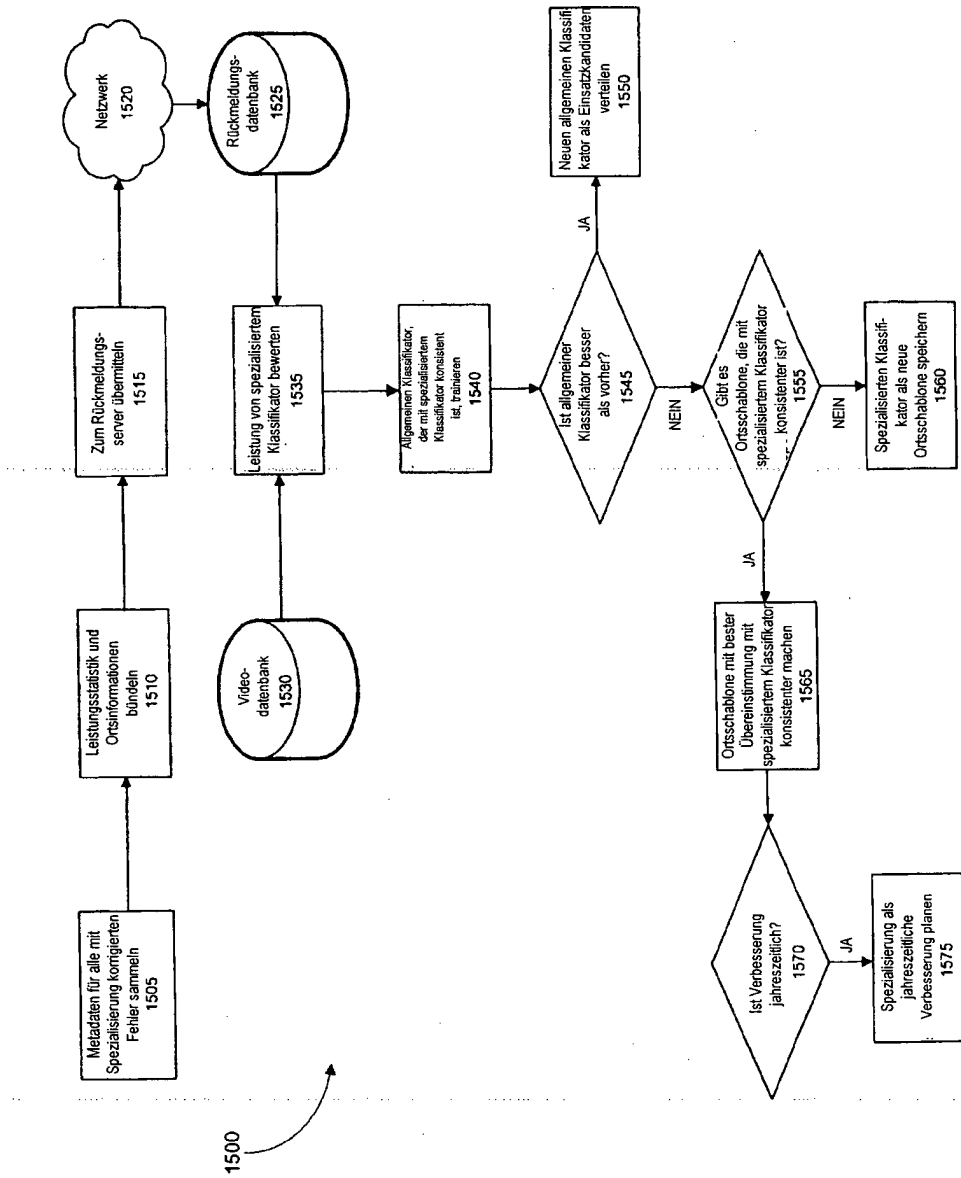 1500
Metadaten für alle mit
Spezialisierung korrigierten
Fehler sammeln
1505
Leistungsstatistik und
Ortsinformationen
bündeln
1510
Zum Rückmeldungs-
server übermitteln
1515
Netzwerk
1520
Rückmeldungs-
datenbank
1525
Video-
datenbank
1530
Leistung von spezialisiertem
Klassifikator bewerten
1535
Allgemeinen Klassifikator,
der mit spezialisiertem
Klassifikator konsistent
ist, trainieren
1540
Ist allgemeiner
Klassifikator besser
als vorher?
1545
JA
Neuen allgemeinen Klassifi-
kator als Einsatzkandidaten
verteilen
1550
NEIN
Gibt es
Ortsschablone, die mit
spezialisiertem Klassifikator
konsistenter ist?
1555
NEIN
Spezialisierten Klassifi-
kator als neue
Ortsschablone speichern
1560
JA
Ortsschablone mit bester
Übereinstimmung mit
spezialisiertem Klassifikator
konsistenter machen
1565
Ist Verbesserung
jahreszeitlich?
1570
JA
Spezialisierung als
jahreszeitliche
Verbesserung planen
1575